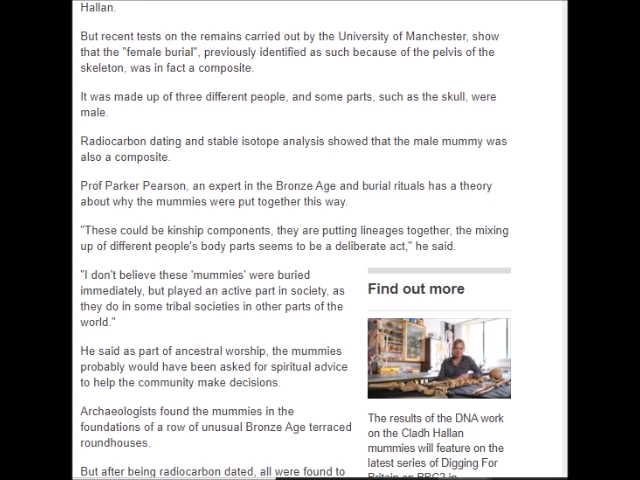 Hallan.
But recent tests on the remains carried out by the University of Manchester, show
that the "female burial", previously identified as such because of the pelvis of the
skeleton, was in fact a composite.
It was made up of three different people, and some parts, such as the skull, were
male.
Radiocarbon dating and stable isotope analysis showed that the male mummy was
also a composite.
Prof Parker Pearson, an expert in the Bronze Age and burial rituals has a theory
about why the mummies were put together this way.
"These could be kinship components, they are putting lineages together, the mixing
up of different people's body parts seems to be a deliberate act," he said.
"I don't believe these 'mummies' were buried
immediately, but played an active part in society, as
they do in some tribal societies in other parts of the
world."
He said as part of ancestral worship, the mummies
probably would have been asked for spiritual advice
to help the community make decisions.
Archaeologists found the mummies in the
foundations of a row of unusual Bronze Age terraced
roundhouses.
But after being radiocarbon dated, all were found to
Find out more
The results of the DNA work
on the Cladh Hallan
mummies will feature on the
latest series of Digging For
Britain on BBC2 in